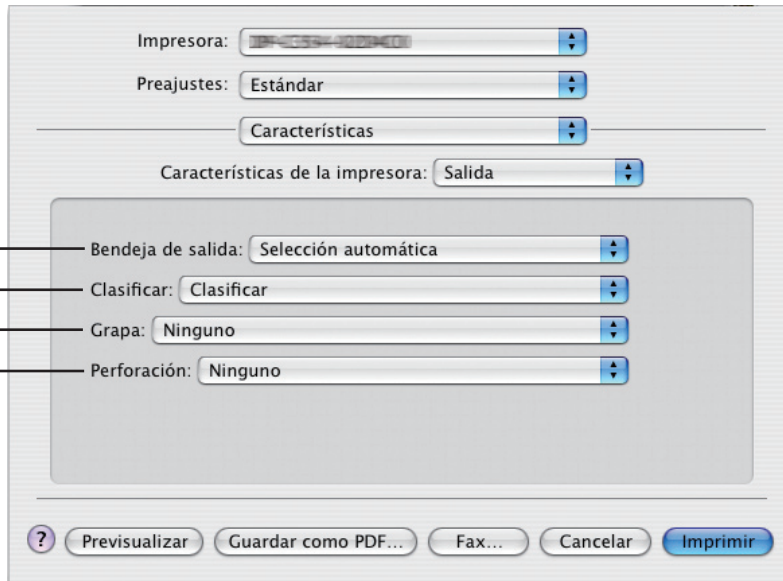 Impresora:
Preajustes: Estándar
Características
Características de la impresora: Salida
Bendeja de salida: Selección automática
Clasificar: Clasificar
Grapa: Ninguno
Perforación: Ninguno
? Previsualizar Guardar como PDF... Fax... Cancelar Imprimir